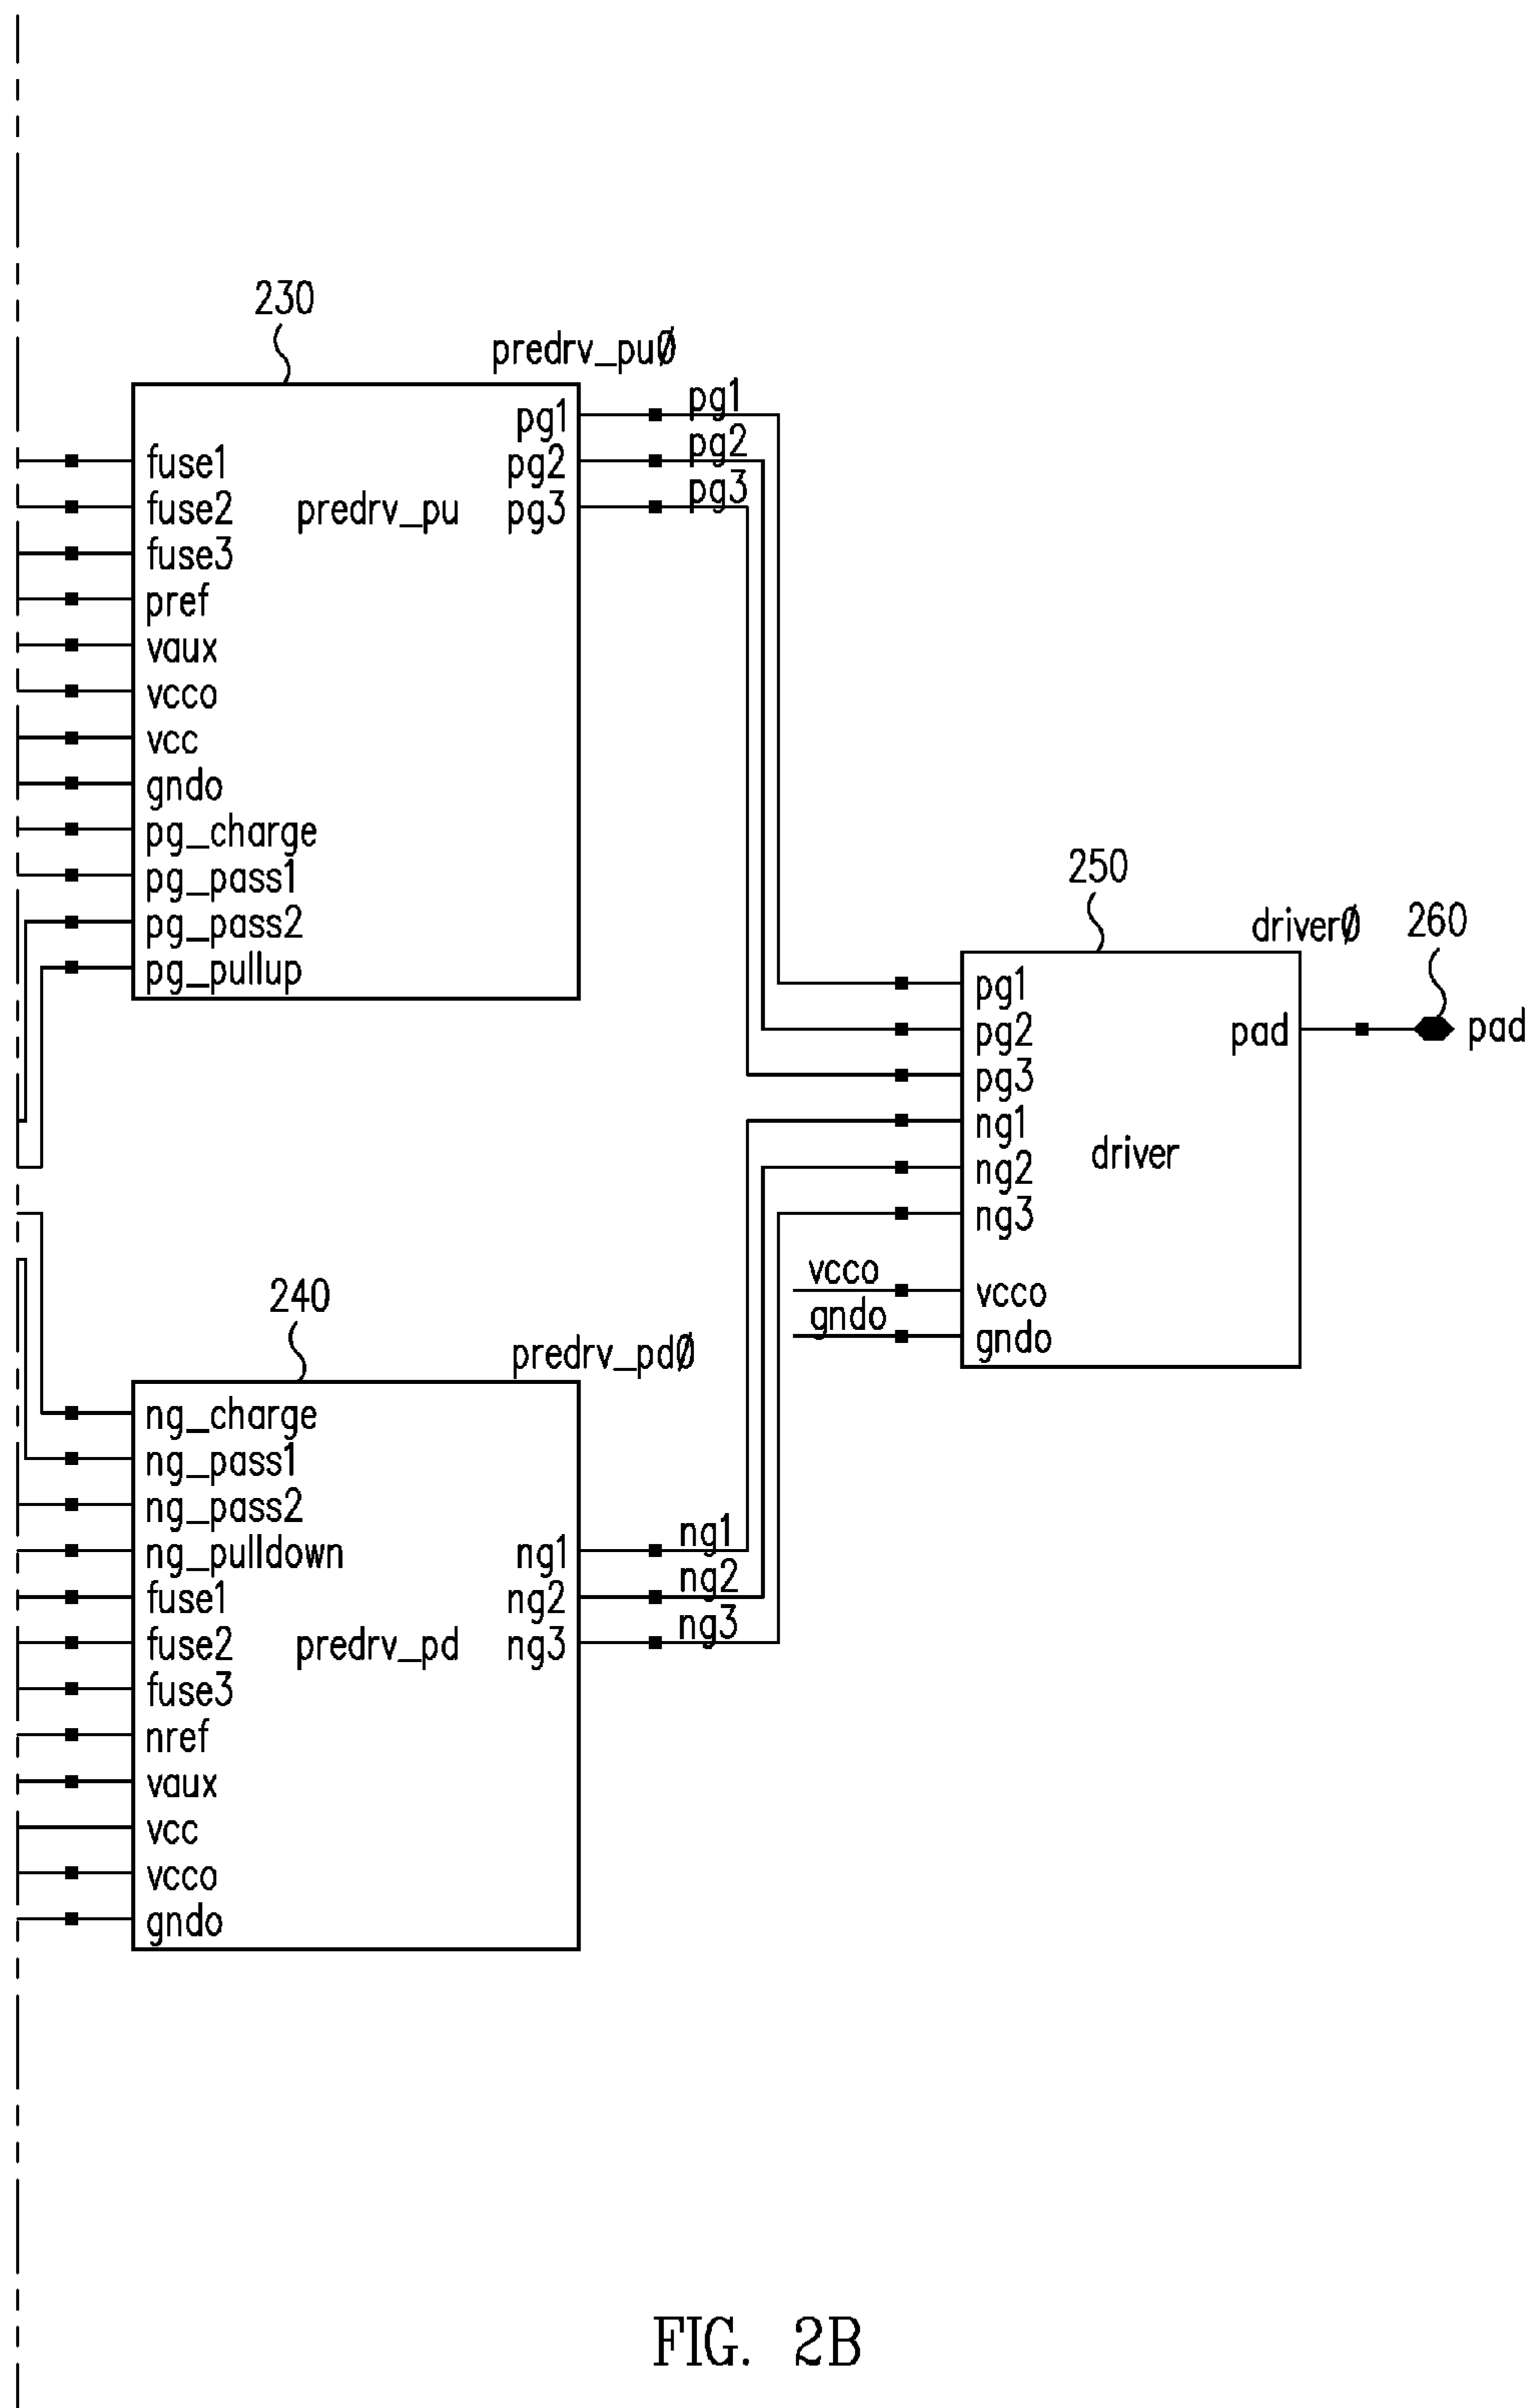 230
predrv_puØ
pg1
pg1
fuse1
pg2
pg2
fuse2
predrv_pu
pg3
pg3
fuse3
pref
vaux
vcco
vcc
gndo
pg_charge
pg_pass1
pg_pass2
pg_pullup
250
driverØ
260
pg1
pg2
pad
pad
pg3
ng1
driver
ng2
ng3
vcco
vcco
gndo
gndo
240
predrv_pdØ
ng_charge
ng_pass1
ng_pass2
ng_pulldown
ng1
ng1
fuse1
ng2
ng2
fuse2
predrv_pd
ng3
ng3
fuse3
nref
vaux
vcc
vcco
gndo
FIG. 2B